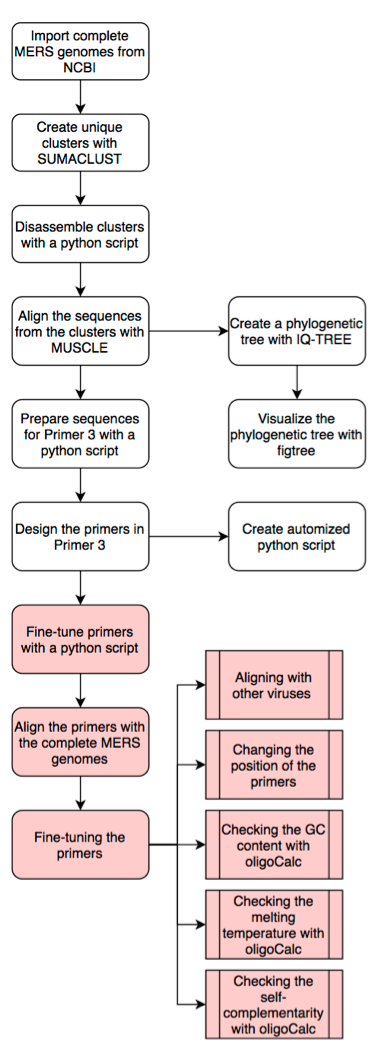 Import complete
MERS genomes from
NCBI
Create unique
clusters with
SUMACLUST
Disassemble clusters
with a python script
Align the sequences
from the clusters with
MUSCLE
Create a phylogenetic
tree with IQ-TREE
Prepare sequences
for Primer 3 with a
python script
Visualize the
phylogenetic tree with
figtree
Design the primers in
Primer 3
Create automized
python script
Fine-tune primers
with a python script
Align the primers with
the complete MERS
genomes
Fine-tuning the
primers
Aligning with
other viruses
Changing the
position of the
primers
Checking the GC
content with
oligoCalc
Checking the
melting
temperature with
oligoCalc
Checking the
self-
complementarity
with oligoCalc